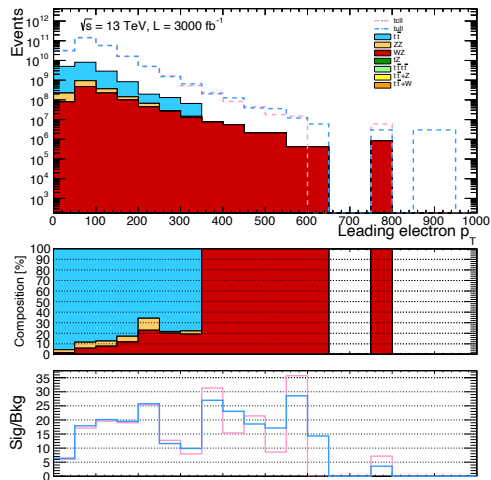 Events
√s = 13 TeV, L = 3000 fb⁻¹
tcll
tull
tt̄
ZZ
WZ
tZ
tt̄tt̄
tt̄+Z
tt̄+W
10¹²
10¹¹
10¹⁰
10⁹
10⁸
10⁷
10⁶
10⁵
10⁴
10³
0 100 200 300 400 500 600 700 800 900 1000
Leading electron p_T
Composition [%]
100
90
80
70
60
50
40
30
20
10
0
Sig/Bkg
35
30
25
20
15
10
5
0